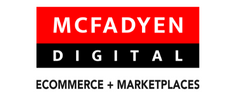 MCFADYEN
DIGITAL
ECOMMERCE + MARKETPLACES